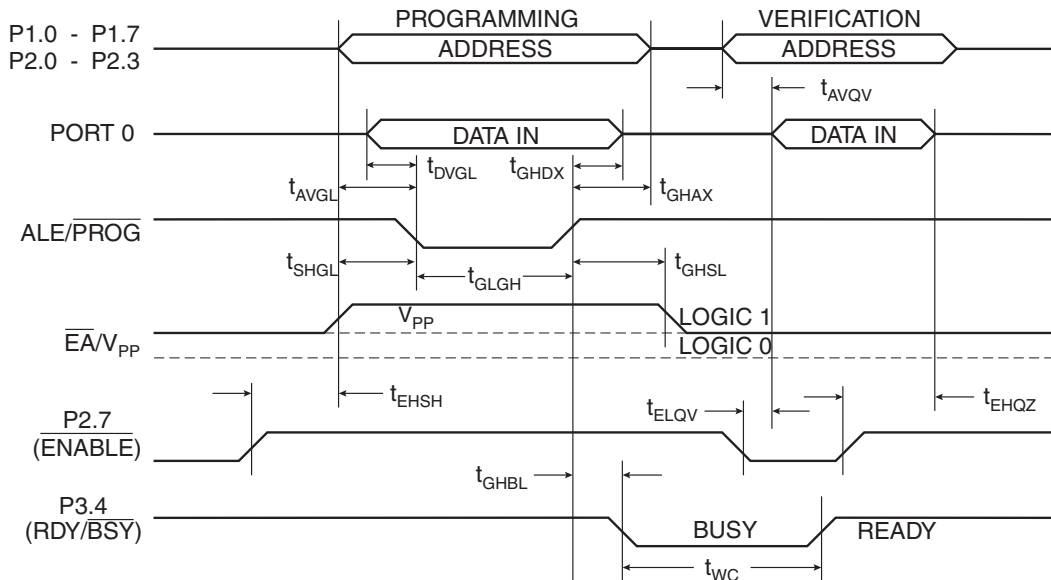 PROGRAMMING VERIFICATION
P1.0 - P1.7
P2.0 - P2.3
ADDRESS ADDRESS
tAVQV
PORT 0 DATA IN DATA IN
tDVGL tGHDX
tAVGL tGHAX
ALE/PROG
tSHGL tGLGH tGHSL
VPP LOGIC 1
EA/VPP LOGIC 0
tEHSH tELQV tEHQZ
P2.7
(ENABLE)
tGHBL
P3.4
(RDY/BSY) BUSY READY
tWC